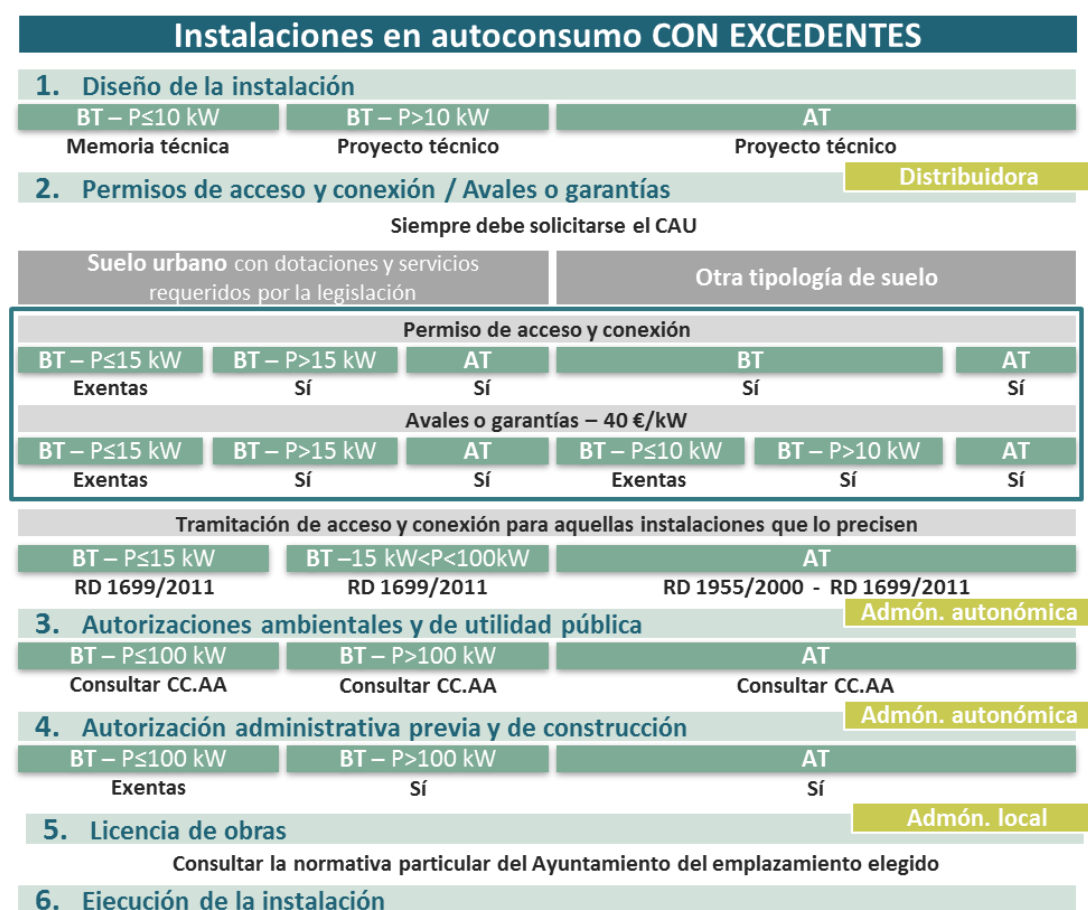 Instalaciones en autoconsumo CON EXCEDENTES
1. Diseño de la instalación
BT – P≤10 kW BT – P>10 kW AT
Memoria técnica Proyecto técnico Proyecto técnico
Distribuidora
2. Permisos de acceso y conexión / Avales o garantías
Siempre debe solicitarse el CAU
Suelo urbano con dotaciones y servicios
requeridos por la legislación
Otra tipología de suelo
Permiso de acceso y conexión
BT – P≤15 kW BT – P>15 kW AT BT AT
Exentas Sí Sí Sí Sí
Avales o garantías – 40 €/kW
BT – P≤15 kW BT – P>15 kW AT BT – P≤10 kW BT – P>10 kW AT
Exentas Sí Sí Exentas Sí Sí
Tramitación de acceso y conexión para aquellas instalaciones que lo precisen
BT – P≤15 kW BT –15 kW<P<100kW AT
RD 1699/2011 RD 1699/2011 RD 1955/2000 - RD 1699/2011
Admón. autonómica
3. Autorizaciones ambientales y de utilidad pública
BT – P≤100 kW BT – P>100 kW AT
Consultar CC.AA Consultar CC.AA Consultar CC.AA
Admón. autonómica
4. Autorización administrativa previa y de construcción
BT – P≤100 kW BT – P>100 kW AT
Exentas Sí Sí
Admón. local
5. Licencia de obras
Consultar la normativa particular del Ayuntamiento del emplazamiento elegido
6. Ejecución de la instalación